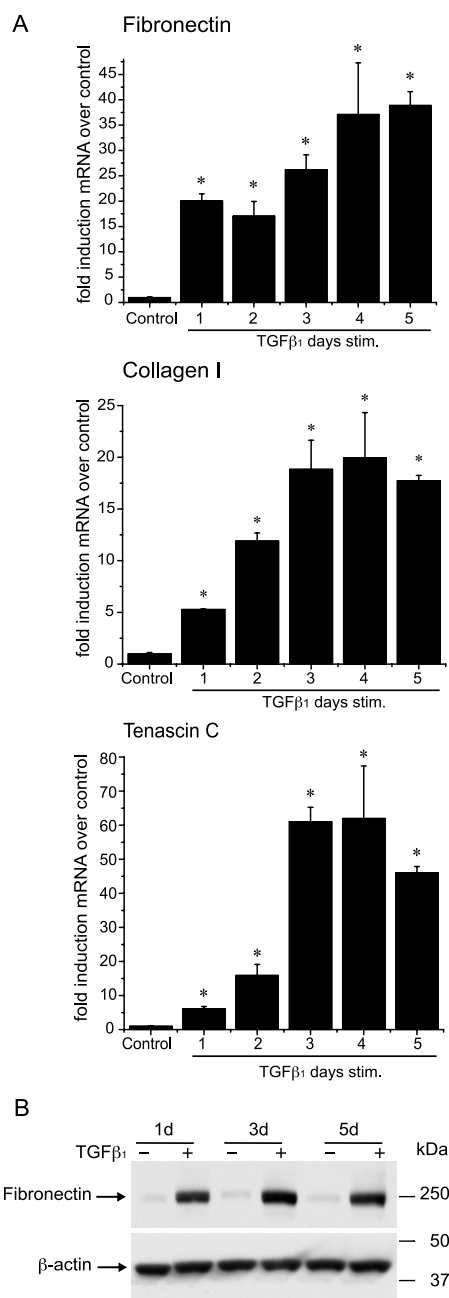 A
Fibronectin
fold induction mRNA over control
45
40
35
30
25
20
15
10
5
0
* * * * *
Control 1 2 3 4 5
TGFβ1 days stim.
Collagen I
fold induction mRNA over control
25
20
15
10
5
0
* * * * *
Control 1 2 3 4 5
TGFβ1 days stim.
Tenascin C
fold induction mRNA over control
80
70
60
50
40
30
20
10
0
* * * * *
Control 1 2 3 4 5
TGFβ1 days stim.
B
1d 3d 5d
TGFβ1 – + – + – + kDa
Fibronectin 250
50
β-actin
37